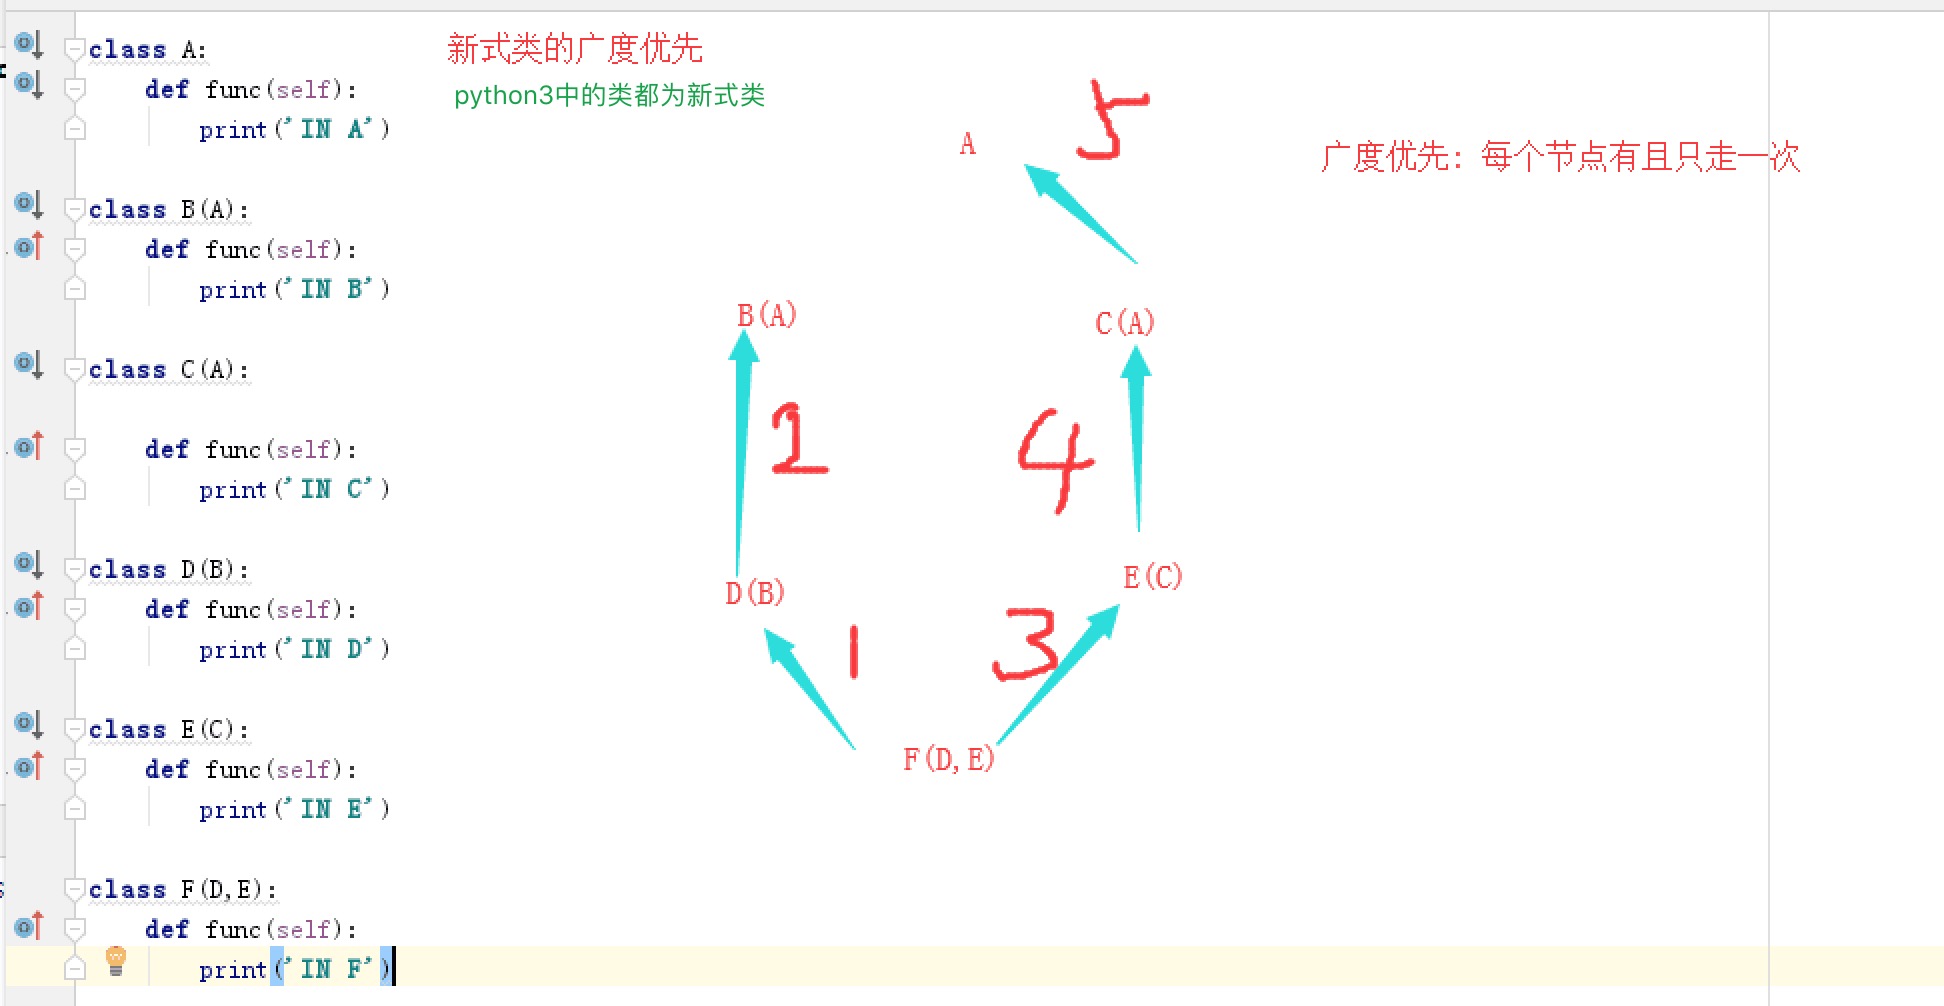 class A:
def func(self):
print('IN A')
class B(A):
def func(self):
print('IN B')
class C(A):
def func(self):
print('IN C')
class D(B):
def func(self):
print('IN D')
class E(C):
def func(self):
print('IN E')
class F(D,E):
def func(self):
print('IN F')
新式类的广度优先
python3中的类都为新式类
A
5
广度优先：每个节点有且只走一次
B(A)
C(A)
2
4
D(B)
E(C)
1
3
F(D,E)